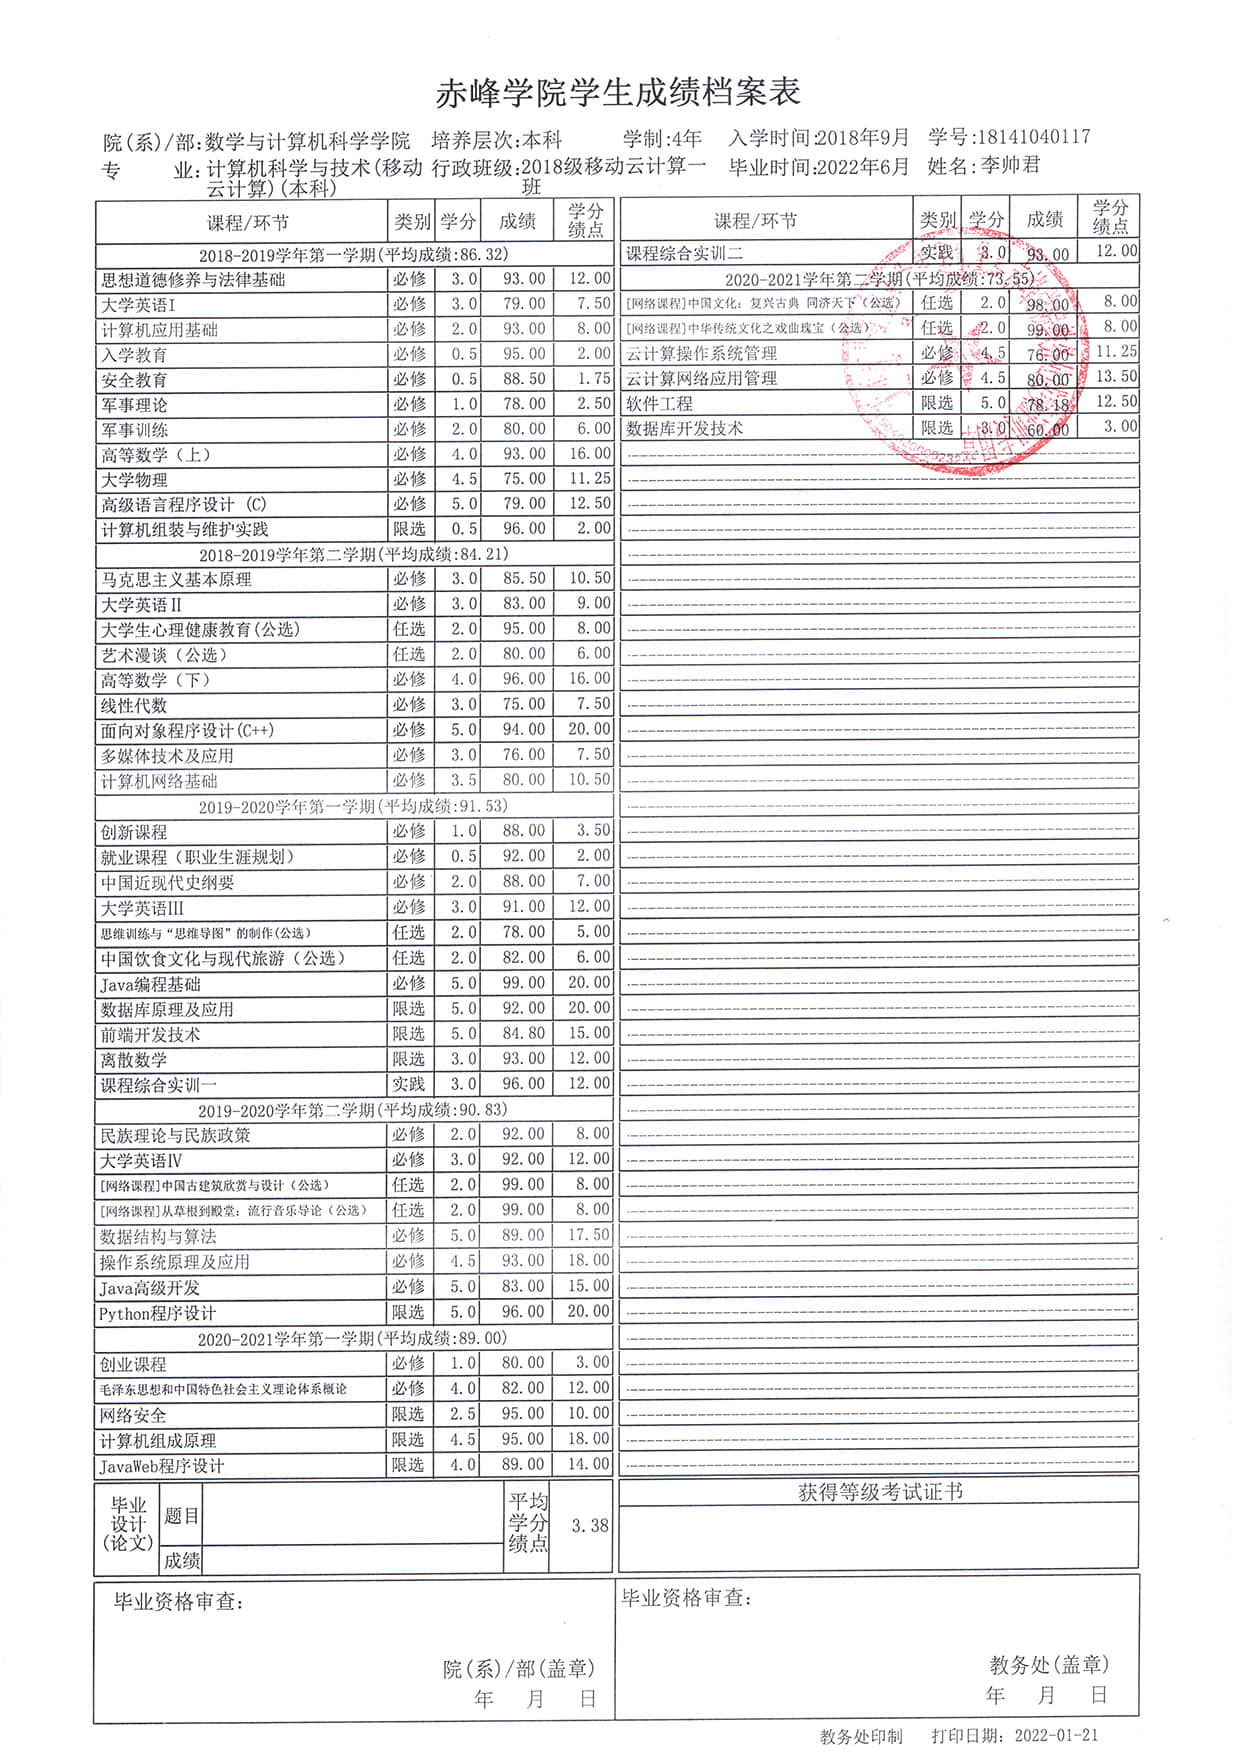 赤峰学院学生成绩档案表
院(系)/部:数学与计算机科学学院 培养层次:本科 学制:4年 入学时间:2018年9月 学号:18141040117
专 业:计算机科学与技术(移动 行政班级:2018级移动云计算一 毕业时间:2022年6月 姓名:李帅君
云计算)(本科) 班
课程/环节 类别 学分 成绩 学分绩点
2018-2019学年第一学期(平均成绩:86.32)
思想道德修养与法律基础 必修 3.0 93.00 12.00
大学英语I 必修 3.0 79.00 7.50
计算机应用基础 必修 2.0 93.00 8.00
入学教育 必修 0.5 95.00 2.00
安全教育 必修 0.5 88.50 1.75
军事理论 必修 1.0 78.00 2.50
军事训练 必修 2.0 80.00 6.00
高等数学（上） 必修 4.0 93.00 16.00
大学物理 必修 4.5 75.00 11.25
高级语言程序设计 (C) 必修 5.0 79.00 12.50
计算机组装与维护实践 限选 0.5 96.00 2.00
2018-2019学年第二学期(平均成绩:84.21)
马克思主义基本原理 必修 3.0 85.50 10.50
大学英语Ⅱ 必修 3.0 83.00 9.00
大学生心理健康教育(公选) 任选 2.0 95.00 8.00
艺术漫谈（公选） 任选 2.0 80.00 6.00
高等数学（下） 必修 4.0 96.00 16.00
线性代数 必修 3.0 75.00 7.50
面向对象程序设计(C++) 必修 5.0 94.00 20.00
多媒体技术及应用 必修 3.0 76.00 7.50
计算机网络基础 必修 3.5 80.00 10.50
2019-2020学年第一学期(平均成绩:91.53)
创新课程 必修 1.0 88.00 3.50
就业课程（职业生涯规划） 必修 0.5 92.00 2.00
中国近现代史纲要 必修 2.0 88.00 7.00
大学英语III 必修 3.0 91.00 12.00
思维训练与“思维导图”的制作(公选) 任选 2.0 78.00 5.00
中国饮食文化与现代旅游（公选） 任选 2.0 82.00 6.00
Java编程基础 必修 5.0 99.00 20.00
数据库原理及应用 限选 5.0 92.00 20.00
前端开发技术 限选 5.0 84.80 15.00
离散数学 限选 3.0 93.00 12.00
课程综合实训一 实践 3.0 96.00 12.00
2019-2020学年第二学期(平均成绩:90.83)
民族理论与民族政策 必修 2.0 92.00 8.00
大学英语Ⅳ 必修 3.0 92.00 12.00
[网络课程]中国古建筑欣赏与设计（公选） 任选 2.0 99.00 8.00
[网络课程]从草根到殿堂：流行音乐导论（公选） 任选 2.0 99.00 8.00
数据结构与算法 必修 5.0 89.00 17.50
操作系统原理及应用 必修 4.5 93.00 18.00
Java高级开发 必修 5.0 83.00 15.00
Python程序设计 限选 5.0 96.00 20.00
2020-2021学年第一学期(平均成绩:89.00)
创业课程 必修 1.0 80.00 3.00
毛泽东思想和中国特色社会主义理论体系概论 必修 4.0 82.00 12.00
网络安全 限选 2.5 95.00 10.00
计算机组成原理 限选 4.5 95.00 18.00
JavaWeb程序设计 限选 4.0 89.00 14.00
课程/环节 类别 学分 成绩 学分绩点
课程综合实训二 实践 3.0 93.00 12.00
2020-2021学年第二学期(平均成绩:73.55)
[网络课程]中国文化：复兴古典 同济天下（公选） 任选 2.0 98.00 8.00
[网络课程]中华传统文化之戏曲瑰宝（公选） 任选 2.0 99.00 8.00
云计算操作系统管理 必修 4.5 76.00 11.25
云计算网络应用管理 必修 4.5 80.00 13.50
软件工程 限选 5.0 78.18 12.50
数据库开发技术 限选 3.0 60.00 3.00
毕业设计(论文) 题目
成绩
平均学分绩点 3.38
获得等级考试证书
毕业资格审查：
院(系)/部(盖章)
年 月 日
毕业资格审查：
教务处(盖章)
年 月 日
教务处印制 打印日期：2022-01-21